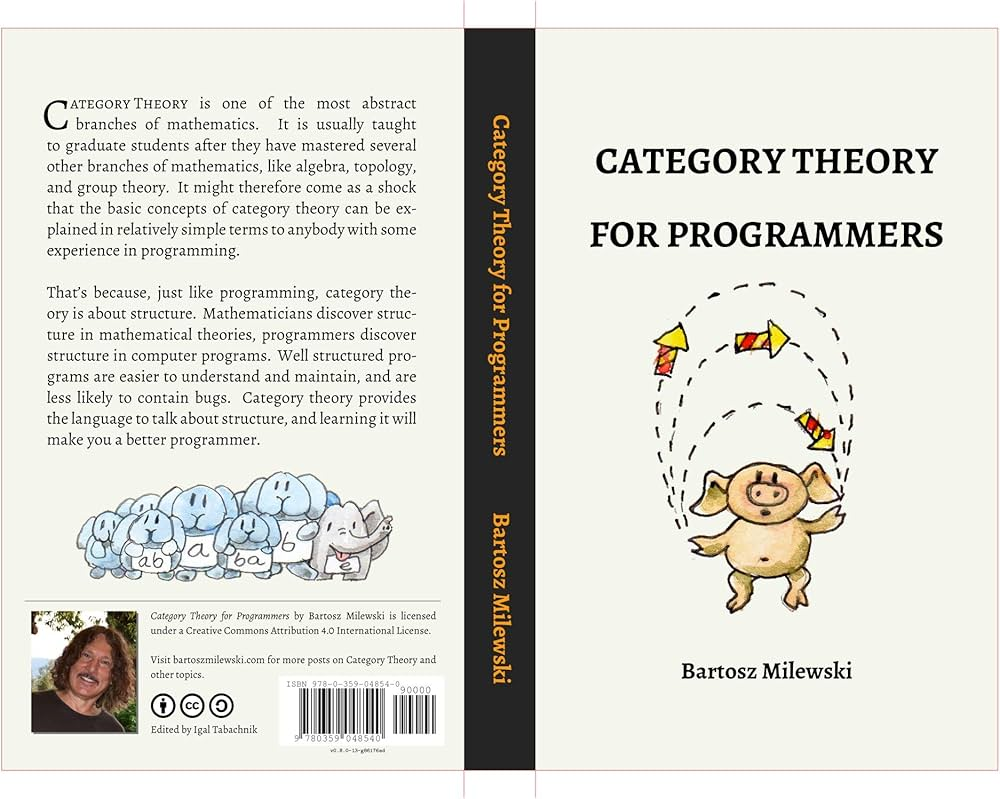 CATEGORY THEORY is one of the most abstract
branches of mathematics. It is usually taught
to graduate students after they have mastered several
other branches of mathematics, like algebra, topology,
and group theory. It might therefore come as a shock
that the basic concepts of category theory can be ex-
plained in relatively simple terms to anybody with some
experience in programming.
That's because, just like programming, category the-
ory is about structure. Mathematicians discover struc-
ture in mathematical theories, programmers discover
structure in computer programs. Well structured pro-
grams are easier to understand and maintain, and are
less likely to contain bugs. Category theory provides
the language to talk about structure, and learning it will
make you a better programmer.
ab
a
ba
b
e
Category Theory for Programmers by Bartosz Milewski is licensed
under a Creative Commons Attribution 4.0 International License.
Visit bartoszmilewski.com for more posts on Category Theory and
other topics.
cc
Edited by Igal Tabachnik
ISBN 978-0-359-04854-0
90000
9 780359 048540
v0.8.0-13-g06176ad
Category Theory for Programmers
Bartosz Milewski
CATEGORY THEORY
FOR PROGRAMMERS
Bartosz Milewski